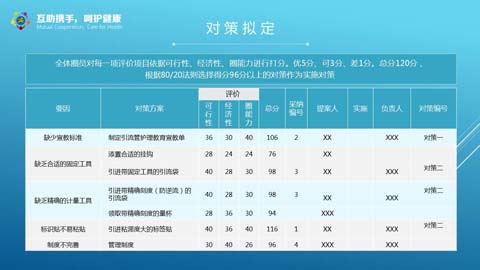 互助携手，呵护健康
Mutual Cooperation, Care for Health
对策拟定
全体圈员对每一项评价项目依据可行性、经济性、圈能力进行打分。优5分、可3分、差1分。总分120分，
根据80/20法则选择得分96分以上的对策作为实施对策
要因 对策方案 评价 总分 采纳编号 提案人 实施 负责人 对策编号
可行性 经济性 圈能力
缺少宣教标准 制定引流管护理教育宣教单 36 30 40 106 2 XX XXX 对策一
缺乏合适的固定工具 添置合适的挂钩 28 24 24 76 XX
引进带固定工具的引流袋 40 28 30 98 3 XX XXX 对策二
缺乏精确的计量工具 引进带精确刻度（防逆流）的
引流袋 40 28 30 98 3 XX XXX 对策二
领取带精确刻度的量杯 28 36 30 94 XXX
标识贴不易粘贴 引进粘濡度大的标签贴 40 36 40 116 1 XX XXX 对策二
制度不完善 管理制度 30 40 26 96 4 XXX XXX